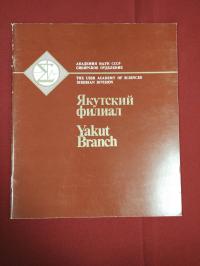 АКАДЕМИЯ НАУК СССР
СИБИРСКОЕ ОТДЕЛЕНИЕ
THE USSR ACADEMY OF SCIENCES
SIBERIAN DIVISION
Якутский
филиал
Yakut
Branch